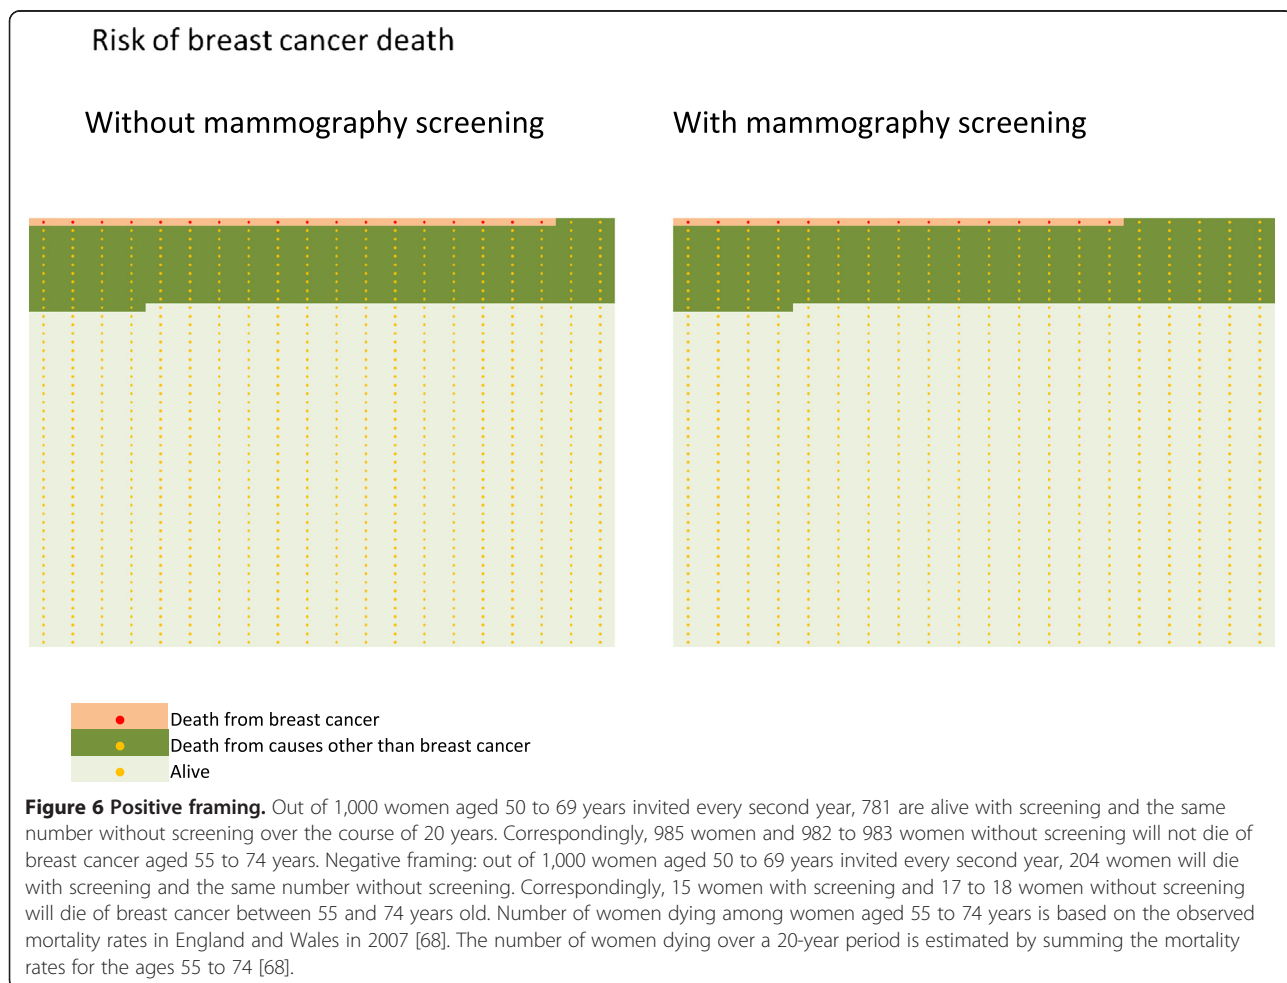 Risk of breast cancer death
Without mammography screening
With mammography screening
Death from breast cancer
Death from causes other than breast cancer
Alive
Figure 6 Positive framing. Out of 1,000 women aged 50 to 69 years invited every second year, 781 are alive with screening and the same
number without screening over the course of 20 years. Correspondingly, 985 women and 982 to 983 women without screening will not die of
breast cancer aged 55 to 74 years. Negative framing: out of 1,000 women aged 50 to 69 years invited every second year, 204 women will die
with screening and the same number without screening. Correspondingly, 15 women with screening and 17 to 18 women without screening
will die of breast cancer between 55 and 74 years old. Number of women dying among women aged 55 to 74 years is based on the observed
mortality rates in England and Wales in 2007 [68]. The number of women dying over a 20-year period is estimated by summing the mortality
rates for the ages 55 to 74 [68].